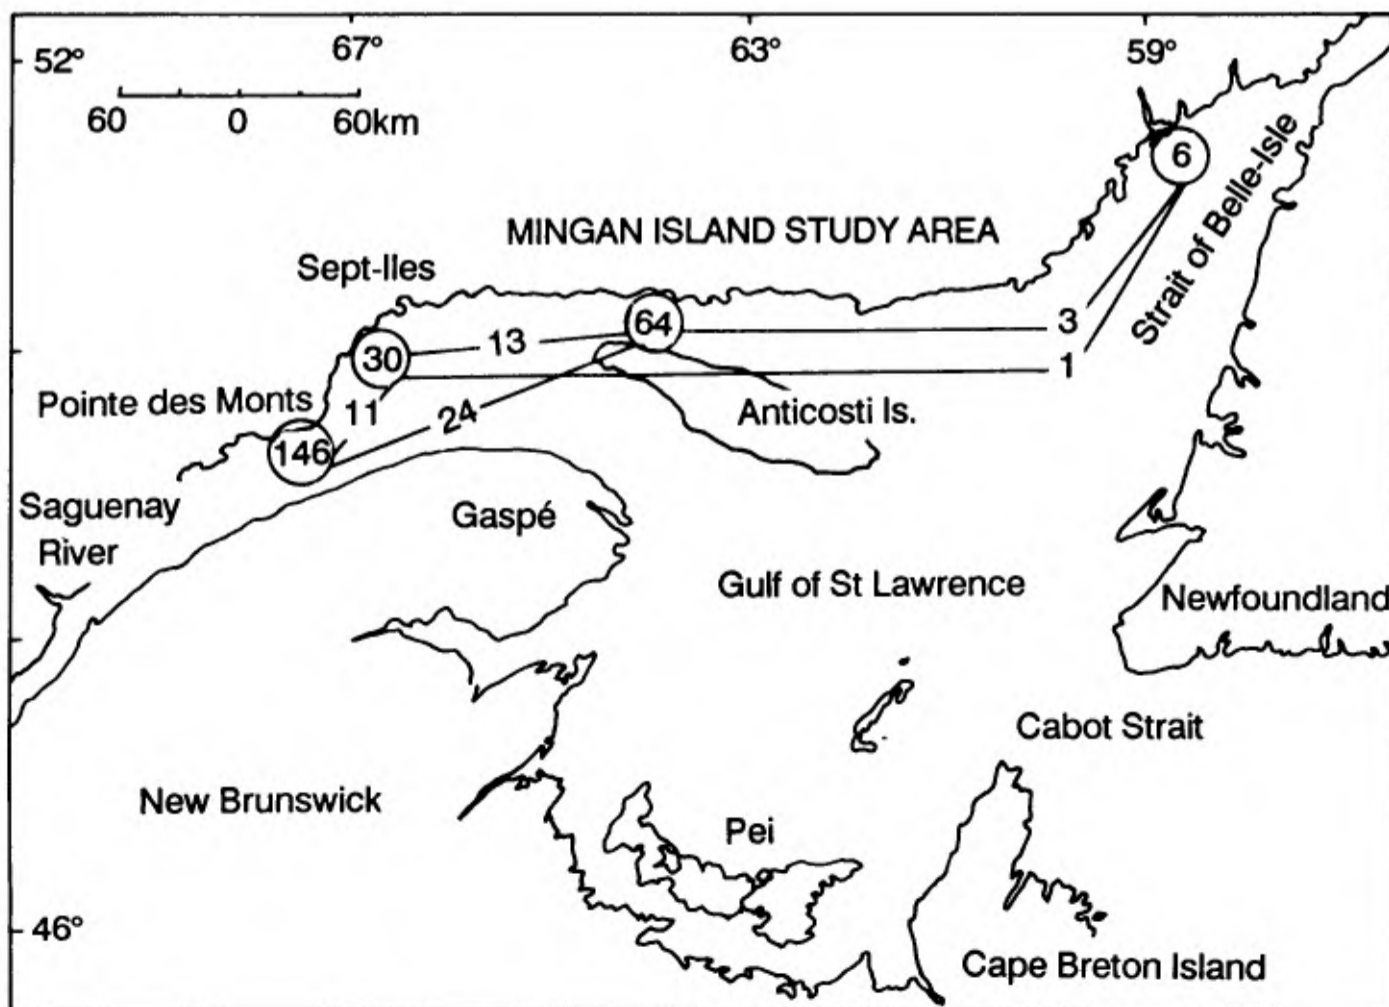 67°
63°
59°
52°
60 0 60km
6
Strait of Belle-Isle
MINGAN ISLAND STUDY AREA
Sept-Iles
64
3
13
30
1
Pointe des Monts
11
24
Anticosti Is.
146
Saguenay
River
Gaspé
Gulf of St Lawrence
Newfoundland
Cabot Strait
New Brunswick
Pei
46°
Cape Breton Island